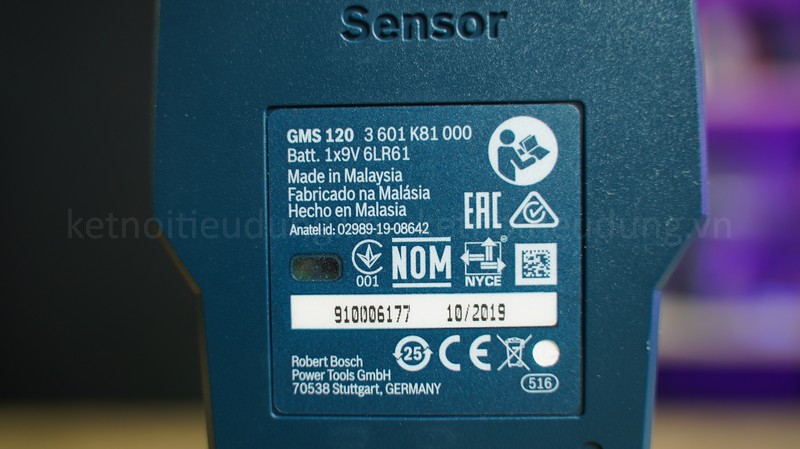 Sensor
GMS 120 3 601 K81 000
Batt. 1x9V 6LR61
Made in Malaysia
Fabricado na Malásia
Hecho en Malasia
Anatel id: 02989-19-08642
EAC
ketnoitieudung.vn
001
NOM
NYCE
®
910006177 10/2019
25
CE
Robert Bosch
Power Tools GmbH
70538 Stuttgart, GERMANY
516